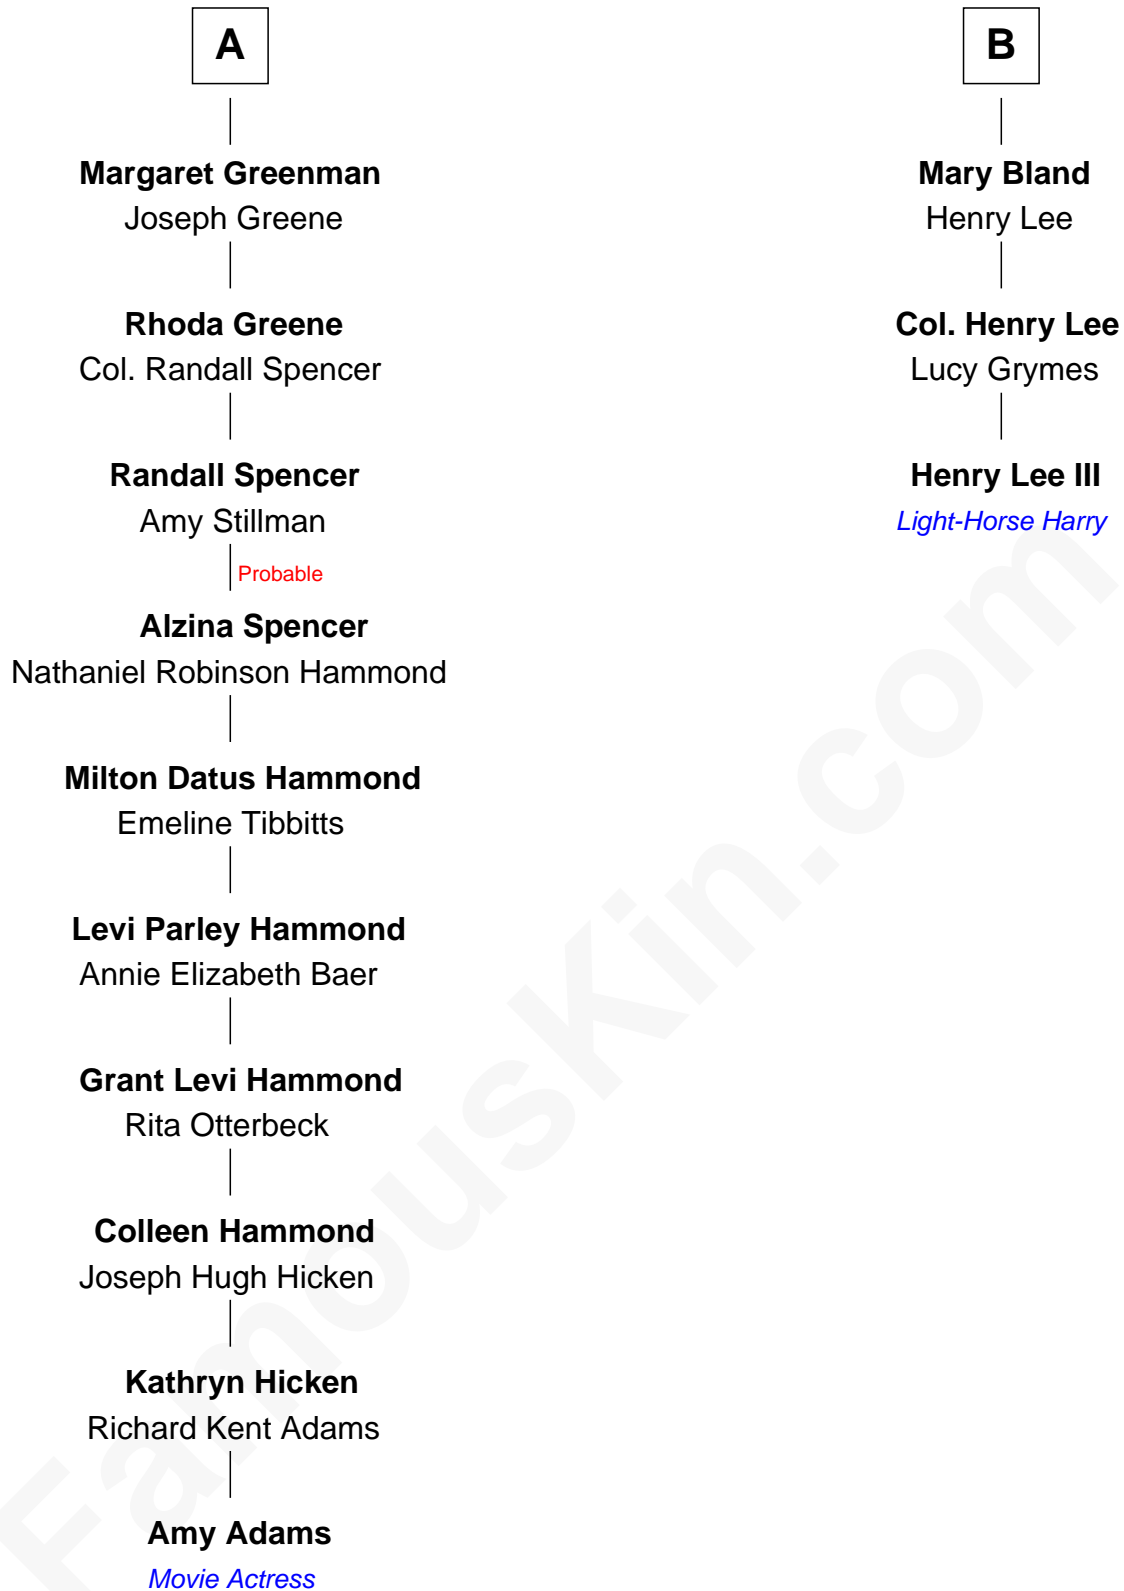 A
Margaret Greenman
Joseph Greene
Rhoda Greene
Col. Randall Spencer
Randall Spencer
Amy Stillman
Probable
Alzina Spencer
Nathaniel Robinson Hammond
Milton Datus Hammond
Emeline Tibbitts
Levi Parley Hammond
Annie Elizabeth Baer
Grant Levi Hammond
Rita Otterbeck
Colleen Hammond
Joseph Hugh Hicken
Kathryn Hicken
Richard Kent Adams
Amy Adams
Movie Actress
B
Mary Bland
Henry Lee
Col. Henry Lee
Lucy Grymes
Henry Lee III
Light-Horse Harry
FamousKin.com